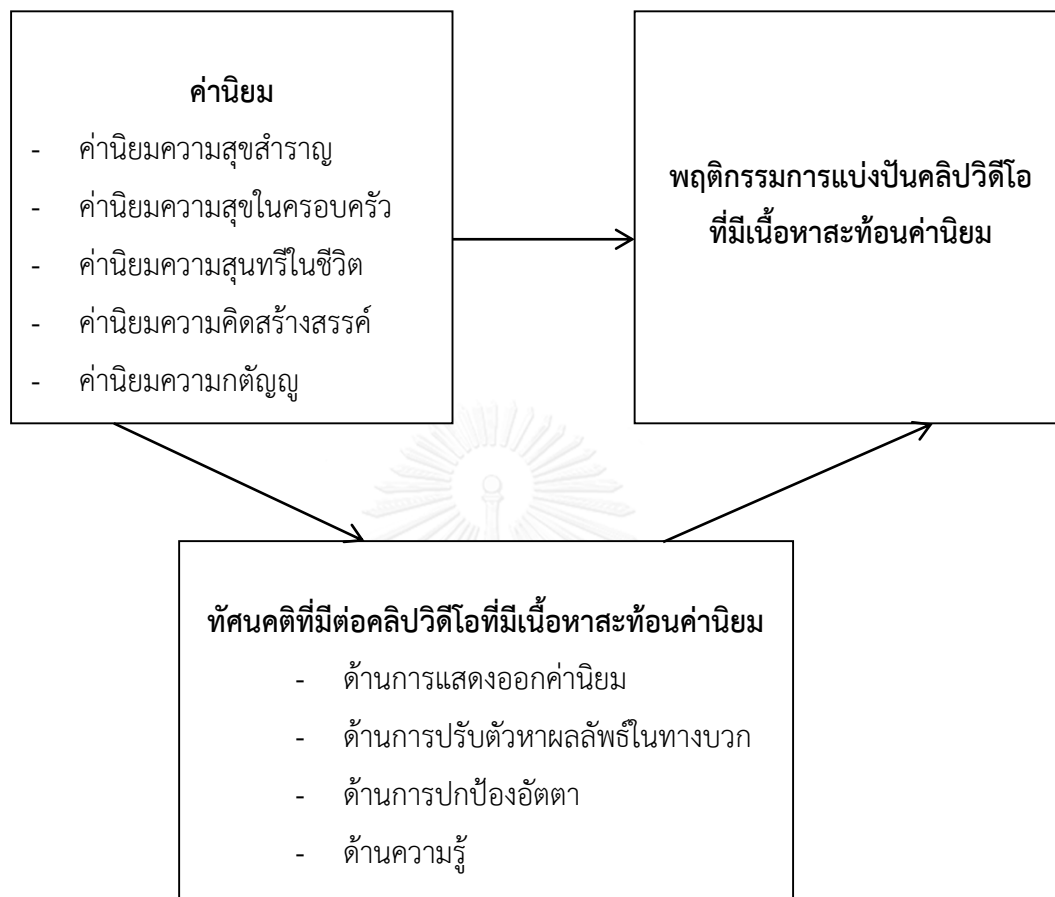 ค่านิยม
- ค่านิยมความสุขสำราญ
- ค่านิยมความสุขในครอบครัว
- ค่านิยมความสุนทรีในชีวิต
- ค่านิยมความคิดสร้างสรรค์
- ค่านิยมความกตัญญู
พฤติกรรมการแบ่งปันคลิปวิดีโอ
ที่มีเนื้อหาสะท้อนค่านิยม
ทัศนคติที่มีต่อคลิปวิดีโอที่มีเนื้อหาสะท้อนค่านิยม
- ด้านการแสดงออกค่านิยม
- ด้านการปรับตัวหาผลลัพธ์ในทางบวก
- ด้านการปกป้องอัตตา
- ด้านความรู้